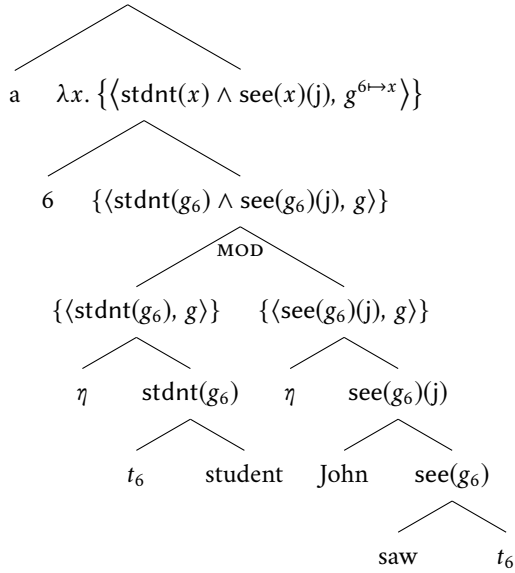 a λx. {⟨stdnt(x) ∧ see(x)(j), g⁶↦ˣ⟩}
6 {⟨stdnt(g₆) ∧ see(g₆)(j), g⟩}
MOD
{⟨stdnt(g₆), g⟩} {⟨see(g₆)(j), g⟩}
η stdnt(g₆) η see(g₆)(j)
t₆ student John see(g₆)
saw t₆